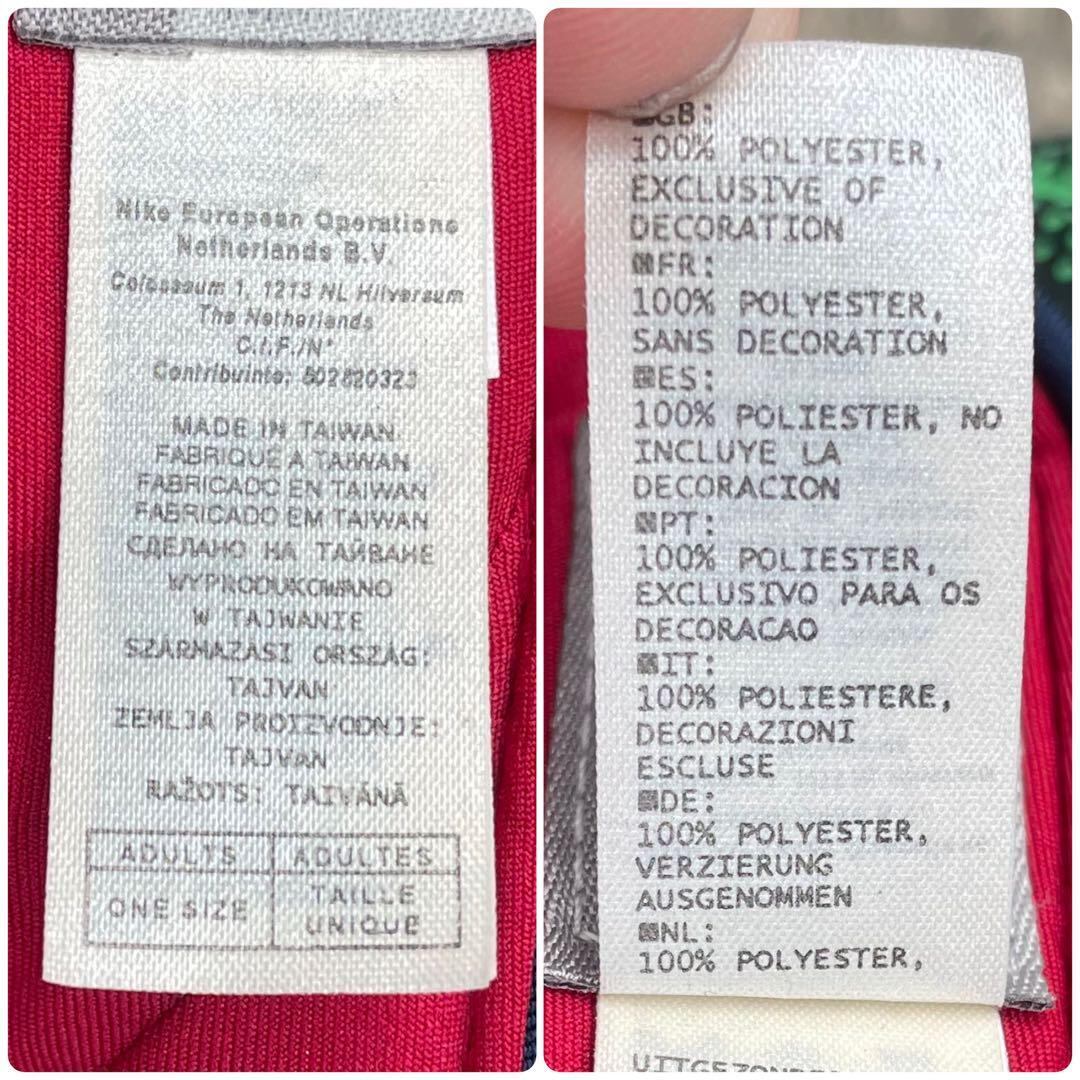 Nike European Operations
Netherlands B.V.
Colosseum 1, 1213 NL Hilversum
The Netherlands
C.I.F./N°
Contribuinte: 502820323
MADE IN TAIWAN
FABRIQUÉ A TAIWAN
FABRICADO EN TAIWAN
FABRICADO EM TAIWAN
СДЕЛАНО НА ТАЙВАНЕ
WYPRODUKOWANO
W TAJWANIE
SZÁRMAZÁSI ORSZÁG:
TAJVAN
ZEMLJA PROIZVODNJE:
TAJVAN
RAŽOTS: TAIVĀNĀ
ADULTS ADULTES
ONE SIZE TAILLE
UNIQUE
GB:
100% POLYESTER,
EXCLUSIVE OF
DECORATION
FR:
100% POLYESTER,
SANS DECORATION
ES:
100% POLIESTER, NO
INCLUYE LA
DECORACION
PT:
100% POLIESTER,
EXCLUSIVO PARA OS
DECORACAO
IT:
100% POLIESTERE,
DECORAZIONI
ESCLUSE
DE:
100% POLYESTER,
VERZIERUNG
AUSGENOMMEN
NL:
100% POLYESTER,